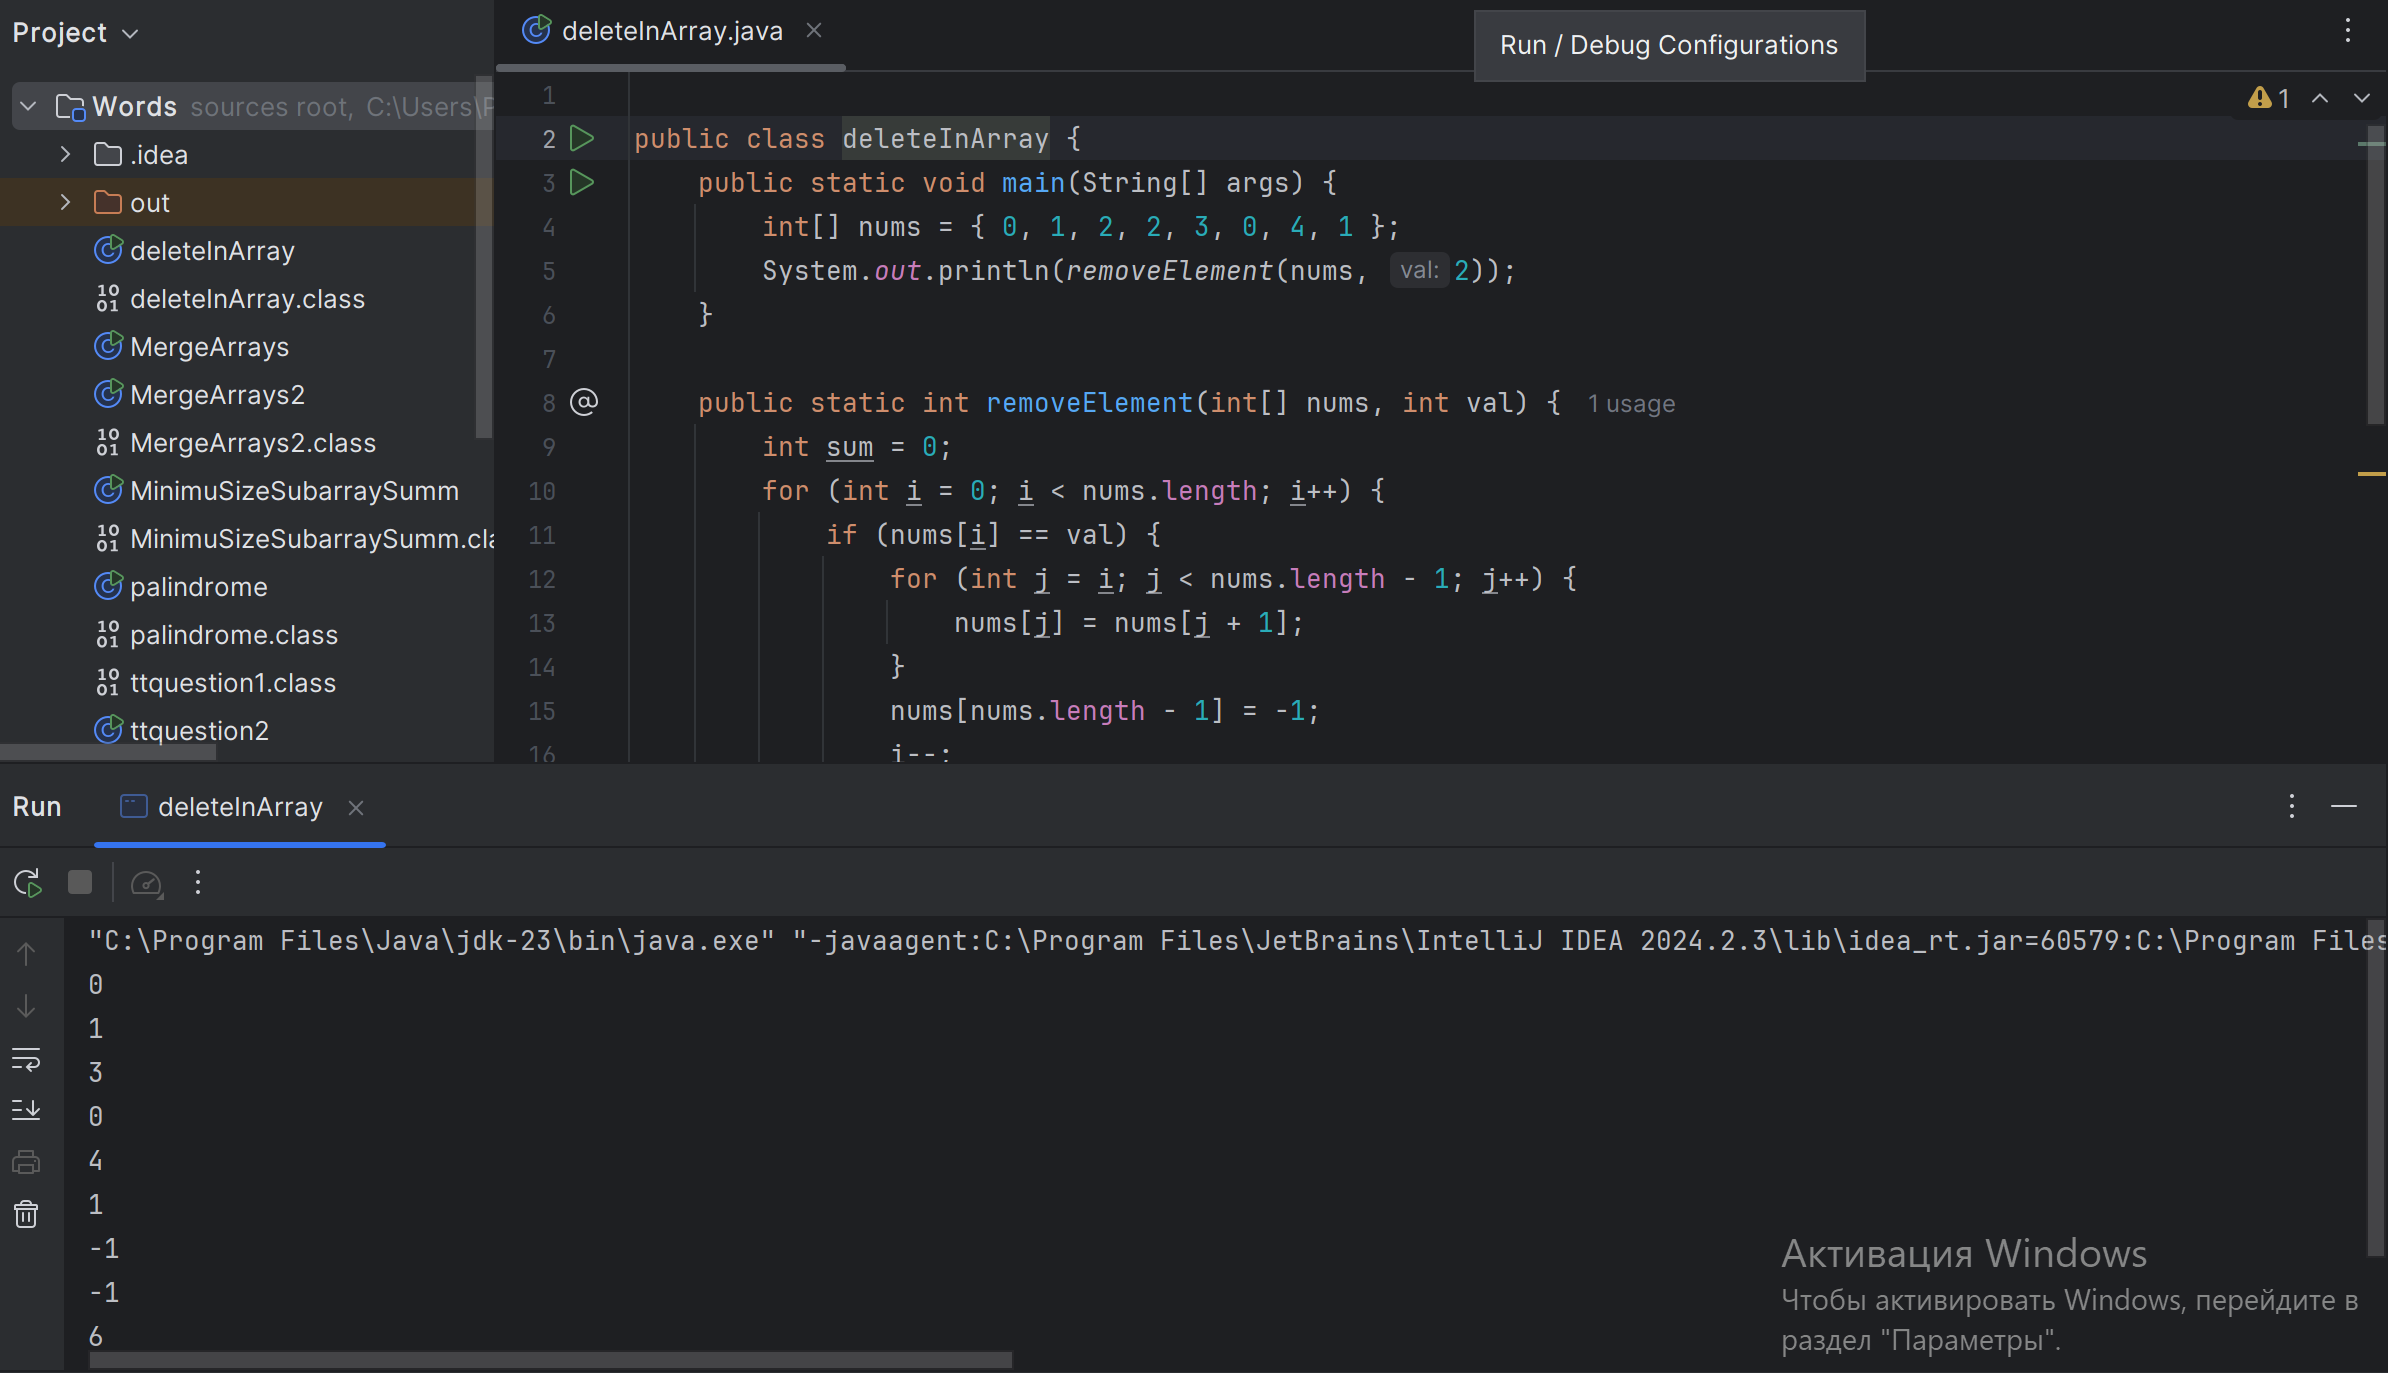 Project
deleteInArray.java
Run / Debug Configurations
Words sources root, C:\Users\
.idea
out
deleteInArray
deleteInArray.class
MergeArrays
MergeArrays2
MergeArrays2.class
MinimuSizeSubarraySumm
MinimuSizeSubarraySumm.cla
palindrome
palindrome.class
ttquestion1.class
ttquestion2
1
1
2 public class deleteInArray {
3 public static void main(String[] args) {
4 int[] nums = { 0, 1, 2, 2, 3, 0, 4, 1 };
5 System.out.println(removeElement(nums, val: 2));
6 }
7
8 @ public static int removeElement(int[] nums, int val) { 1 usage
9 int sum = 0;
10 for (int i = 0; i < nums.length; i++) {
11 if (nums[i] == val) {
12 for (int j = i; j < nums.length - 1; j++) {
13 nums[j] = nums[j + 1];
14 }
15 nums[nums.length - 1] = -1;
16 i--;
Run deleteInArray
"C:\Program Files\Java\jdk-23\bin\java.exe" "-javaagent:C:\Program Files\JetBrains\IntelliJ IDEA 2024.2.3\lib\idea_rt.jar=60579:C:\Program Files
0
1
3
0
4
1
-1
-1
6
Активация Windows
Чтобы активировать Windows, перейдите в
раздел "Параметры".